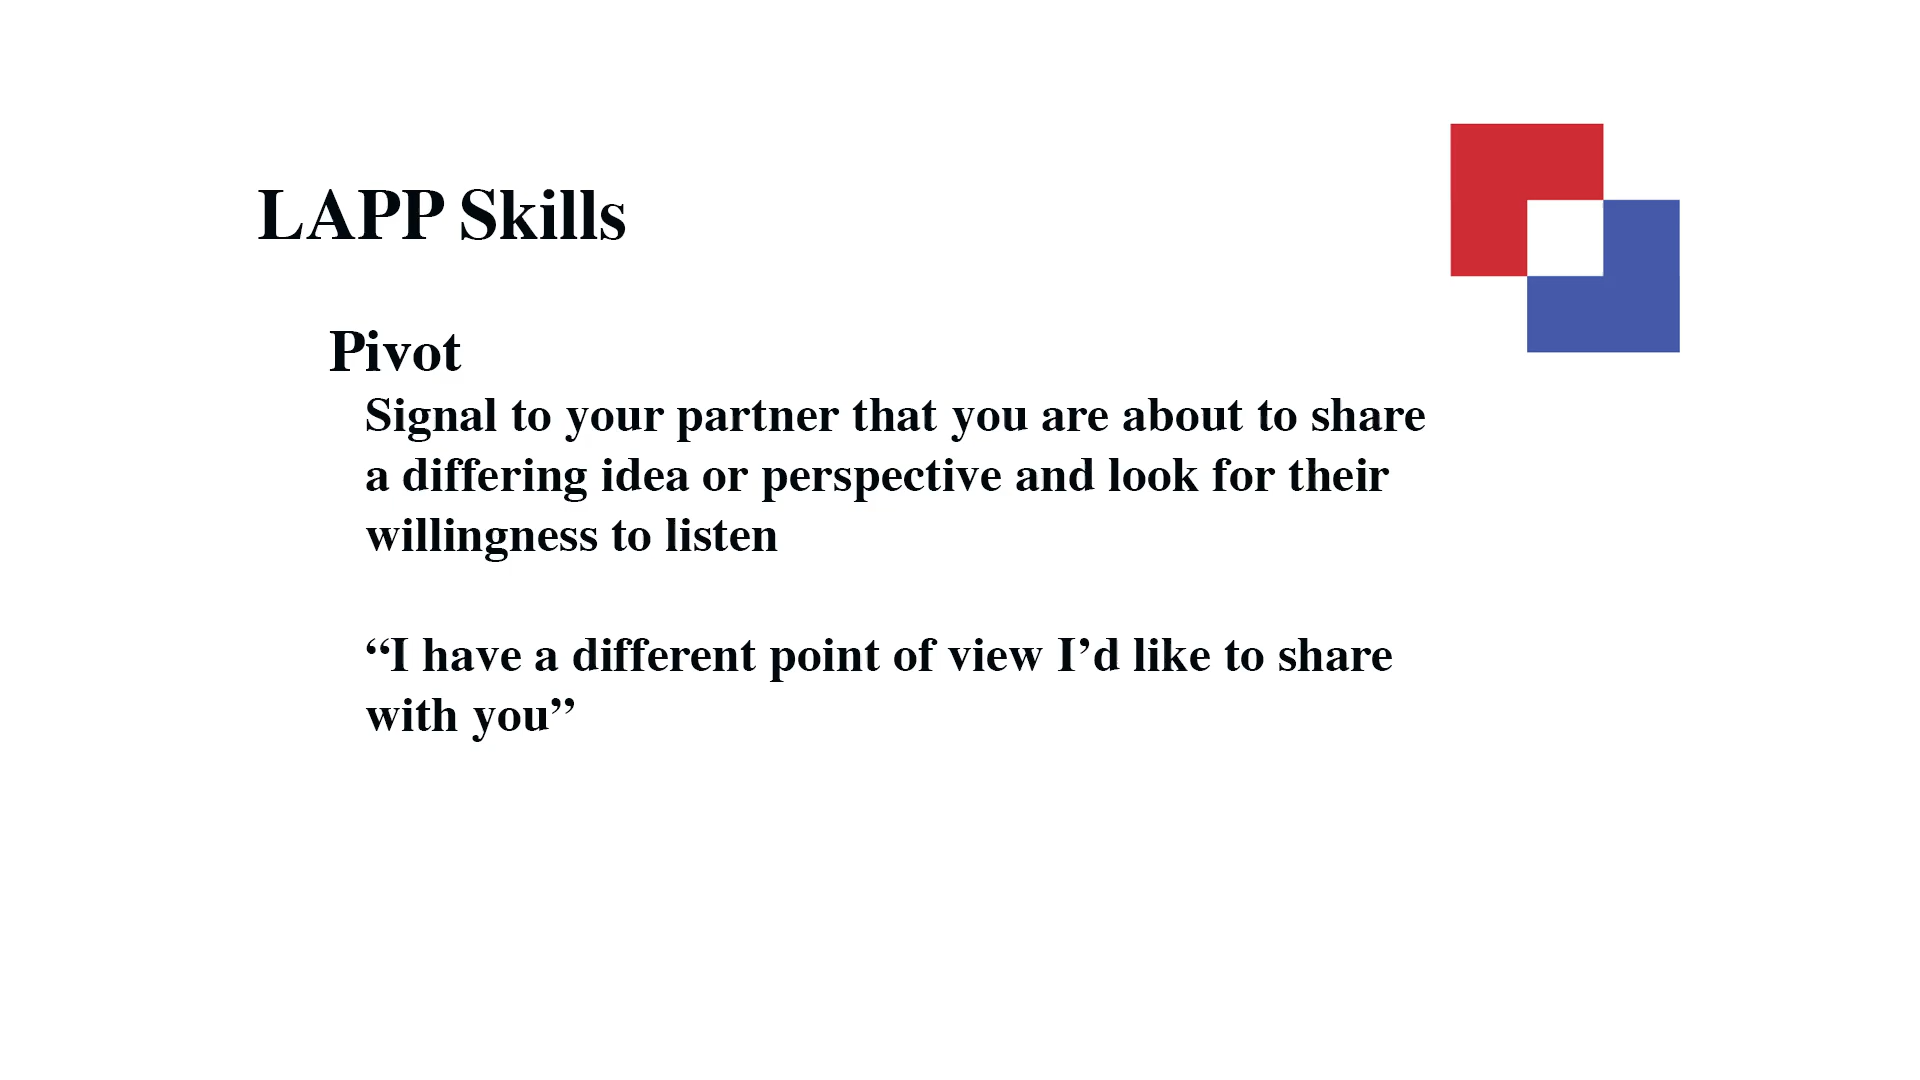 LAPP Skills
Pivot
Signal to your partner that you are about to share
a differing idea or perspective and look for their
willingness to listen
“I have a different point of view I’d like to share
with you”